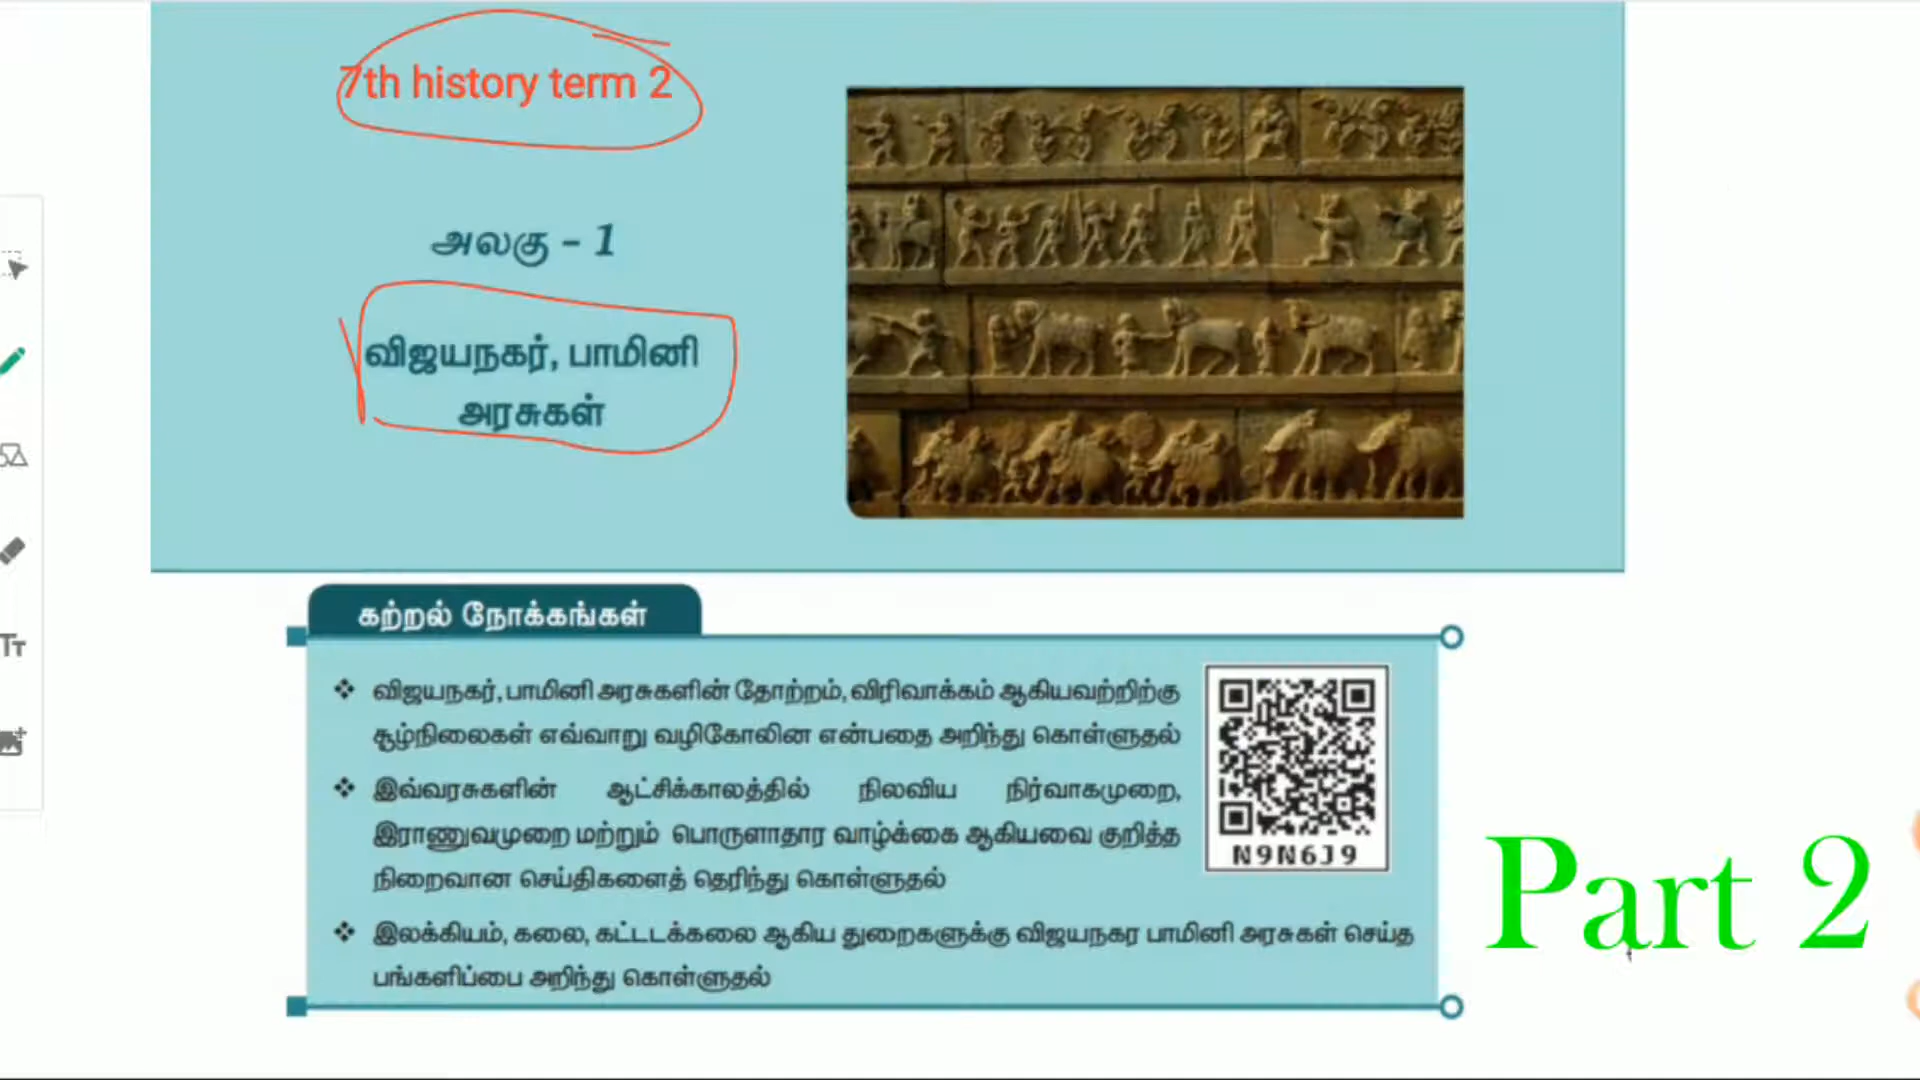 7th history term 2
அலகு - 1
விஜயநகர், பாமினி
அரசுகள்
கற்றல் நோக்கங்கள்
❖ விஜயநகர், பாமினி அரசுகளின் தோற்றம், விரிவாக்கம் ஆகியவற்றிற்கு
சூழ்நிலைகள் எவ்வாறு வழிகோலின என்பதை அறிந்து கொள்ளுதல்
❖ இவ்வரசுகளின் ஆட்சிக்காலத்தில் நிலவிய நிர்வாகமுறை,
இராணுவமுறை மற்றும் பொருளாதார வாழ்க்கை ஆகியவை குறித்த
நிறைவான செய்திகளைத் தெரிந்து கொள்ளுதல்
❖ இலக்கியம், கலை, கட்டடக்கலை ஆகிய துறைகளுக்கு விஜயநகர பாமினி அரசுகள் செய்த
பங்களிப்பை அறிந்து கொள்ளுதல்
N9N6J9
Part 2
Tт